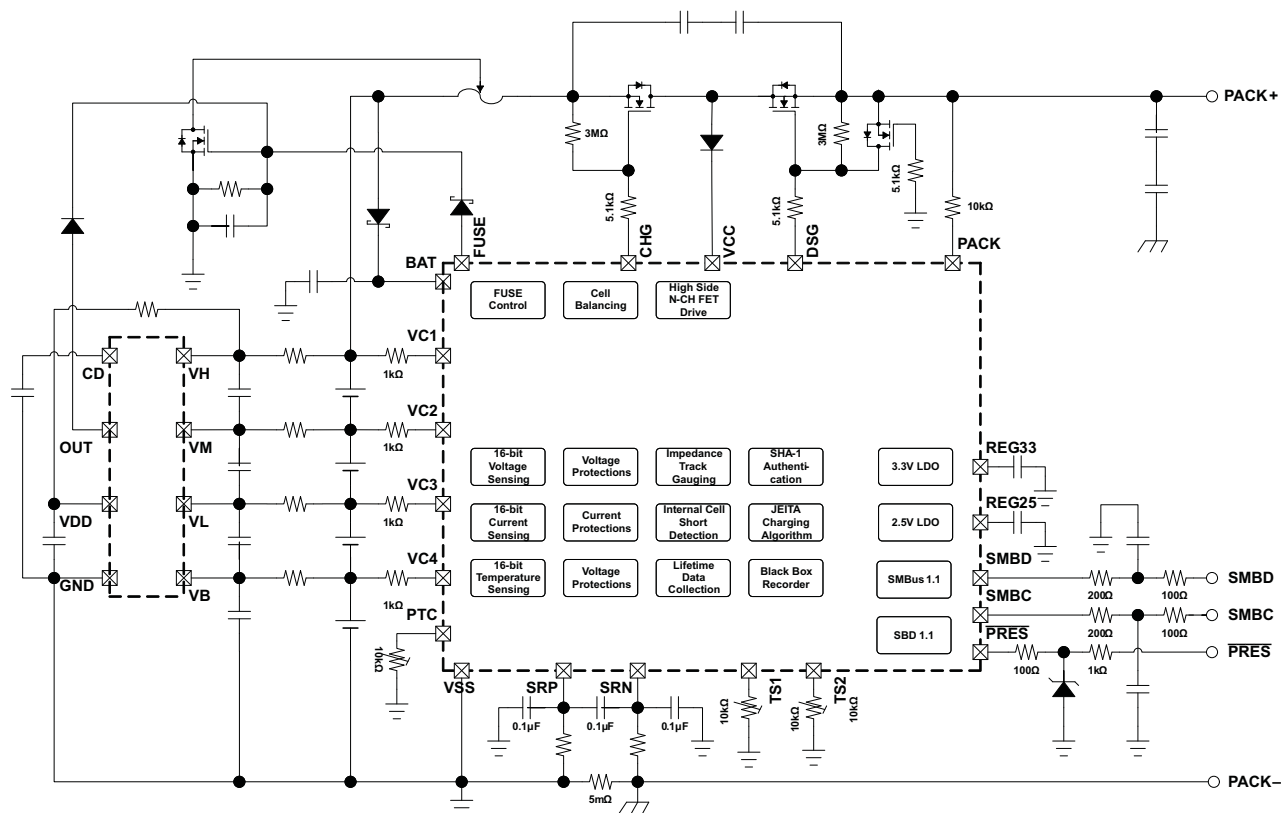 PACK+
3MΩ
3MΩ
5.1kΩ
5.1kΩ
5.1kΩ
10kΩ
BAT
FUSE
CHG
VCC
DSG
PACK
FUSE
Control
Cell
Balancing
High Side
N-CH FET
Drive
CD
VH
VC1
1kΩ
OUT
VM
VC2
1kΩ
VDD
VL
VC3
1kΩ
GND
VB
VC4
1kΩ
16-bit
Voltage
Sensing
Voltage
Protections
Impedance
Track
Gauging
SHA-1
Authenti-
cation
3.3V LDO
REG33
16-bit
Current
Sensing
Current
Protections
Internal Cell
Short
Detection
JEITA
Charging
Algorithm
2.5V LDO
REG25
16-bit
Temperature
Sensing
Voltage
Protections
Lifetime
Data
Collection
Black Box
Recorder
SMBus 1.1
SMBD
200Ω
100Ω
SMBD
SBD 1.1
SMBC
200Ω
100Ω
SMBC
PRES
100Ω
1kΩ
PRES
PTC
10kΩ
VSS
SRP
SRN
TS1
TS2
0.1µF
0.1µF
0.1µF
10kΩ
10kΩ
10kΩ
5mΩ
PACK–